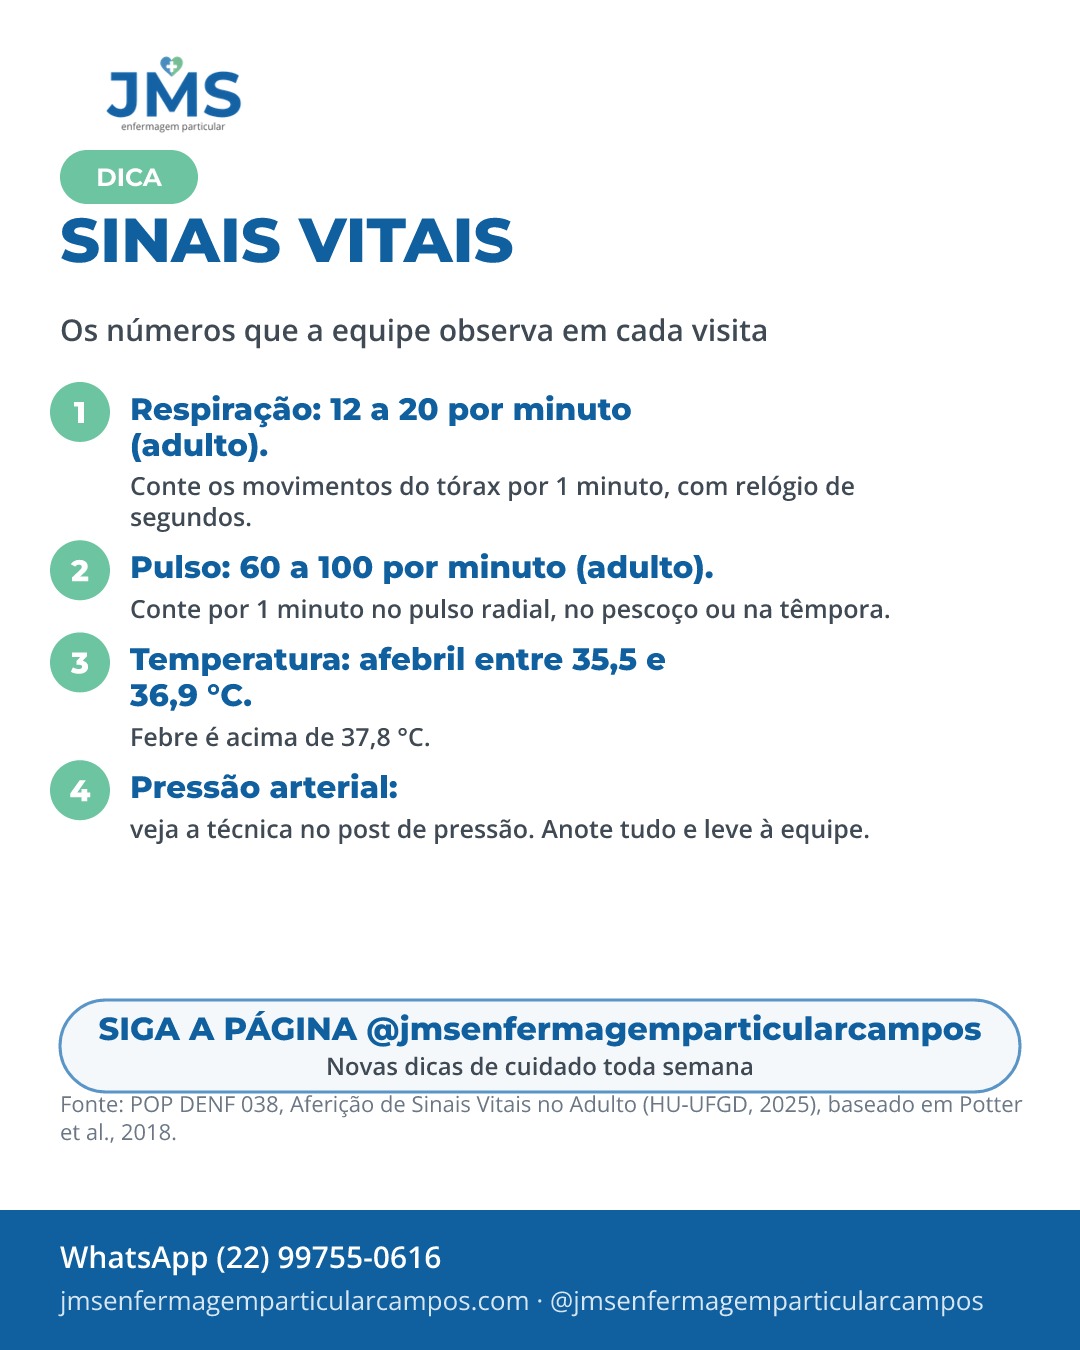 JMS
enfermagem particular
DICA
SINAIS VITAIS
Os números que a equipe observa em cada visita
1
Respiração: 12 a 20 por minuto
(adulto).
Conte os movimentos do tórax por 1 minuto, com relógio de
segundos.
2
Pulso: 60 a 100 por minuto (adulto).
Conte por 1 minuto no pulso radial, no pescoço ou na têmpora.
3
Temperatura: afebril entre 35,5 e
36,9 °C.
Febre é acima de 37,8 °C.
4
Pressão arterial:
veja a técnica no post de pressão. Anote tudo e leve à equipe.
SIGA A PÁGINA @jmsenfermagemparticularcampos
Novas dicas de cuidado toda semana
Fonte: POP DENF 038, Aferição de Sinais Vitais no Adulto (HU-UFGD, 2025), baseado em Potter
et al., 2018.
WhatsApp (22) 99755-0616
jmsenfermagemparticularcampos.com · @jmsenfermagemparticularcampos